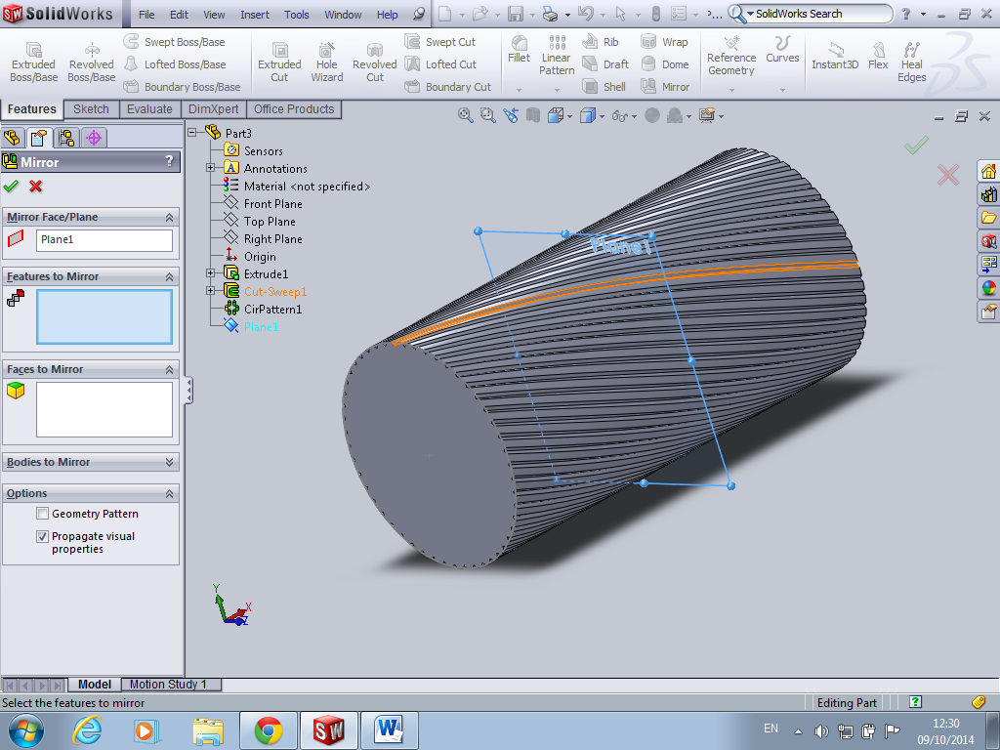 SolidWorks File Edit View Insert Tools Window Help SolidWorks Search
Extruded Boss/Base
Revolved Boss/Base
Swept Boss/Base
Lofted Boss/Base
Boundary Boss/Base
Extruded Cut
Hole Wizard
Revolved Cut
Swept Cut
Lofted Cut
Boundary Cut
Fillet
Linear Pattern
Rib
Draft
Shell
Wrap
Dome
Mirror
Reference Geometry
Curves
Instant3D
Flex
Heal Edges
Features Sketch Evaluate DimXpert Office Products
Mirror ?
Mirror Face/Plane
Plane1
Features to Mirror
Faces to Mirror
Bodies to Mirror
Options
Geometry Pattern
Propagate visual
properties
Part3
Sensors
Annotations
Material <not specified>
Front Plane
Top Plane
Right Plane
Origin
Extrude1
Cut-Sweep1
CirPattern1
Plane1
Plane1
Y
X
Z
Model Motion Study 1
Select the features to mirror Editing Part
EN 12:30
09/10/2014